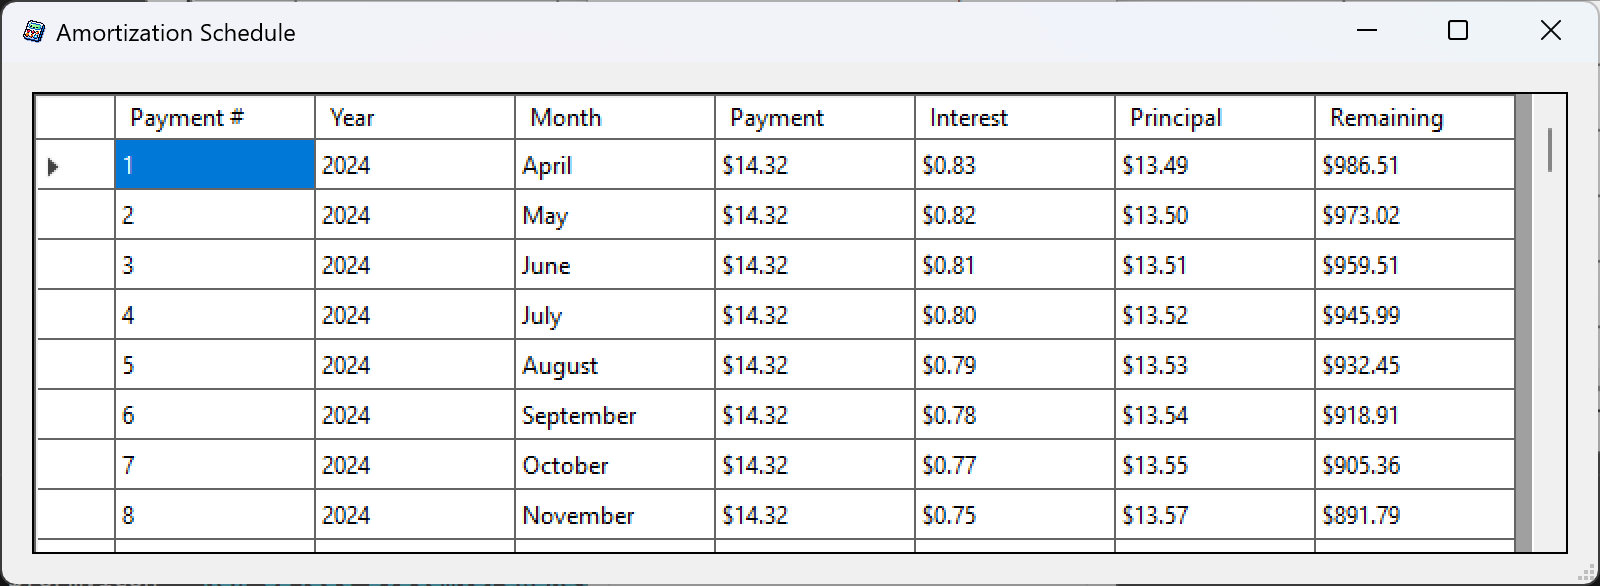 Amortization Schedule
Payment # Year Month Payment Interest Principal Remaining
1 2024 April $14.32 $0.83 $13.49 $986.51
2 2024 May $14.32 $0.82 $13.50 $973.02
3 2024 June $14.32 $0.81 $13.51 $959.51
4 2024 July $14.32 $0.80 $13.52 $945.99
5 2024 August $14.32 $0.79 $13.53 $932.45
6 2024 September $14.32 $0.78 $13.54 $918.91
7 2024 October $14.32 $0.77 $13.55 $905.36
8 2024 November $14.32 $0.75 $13.57 $891.79